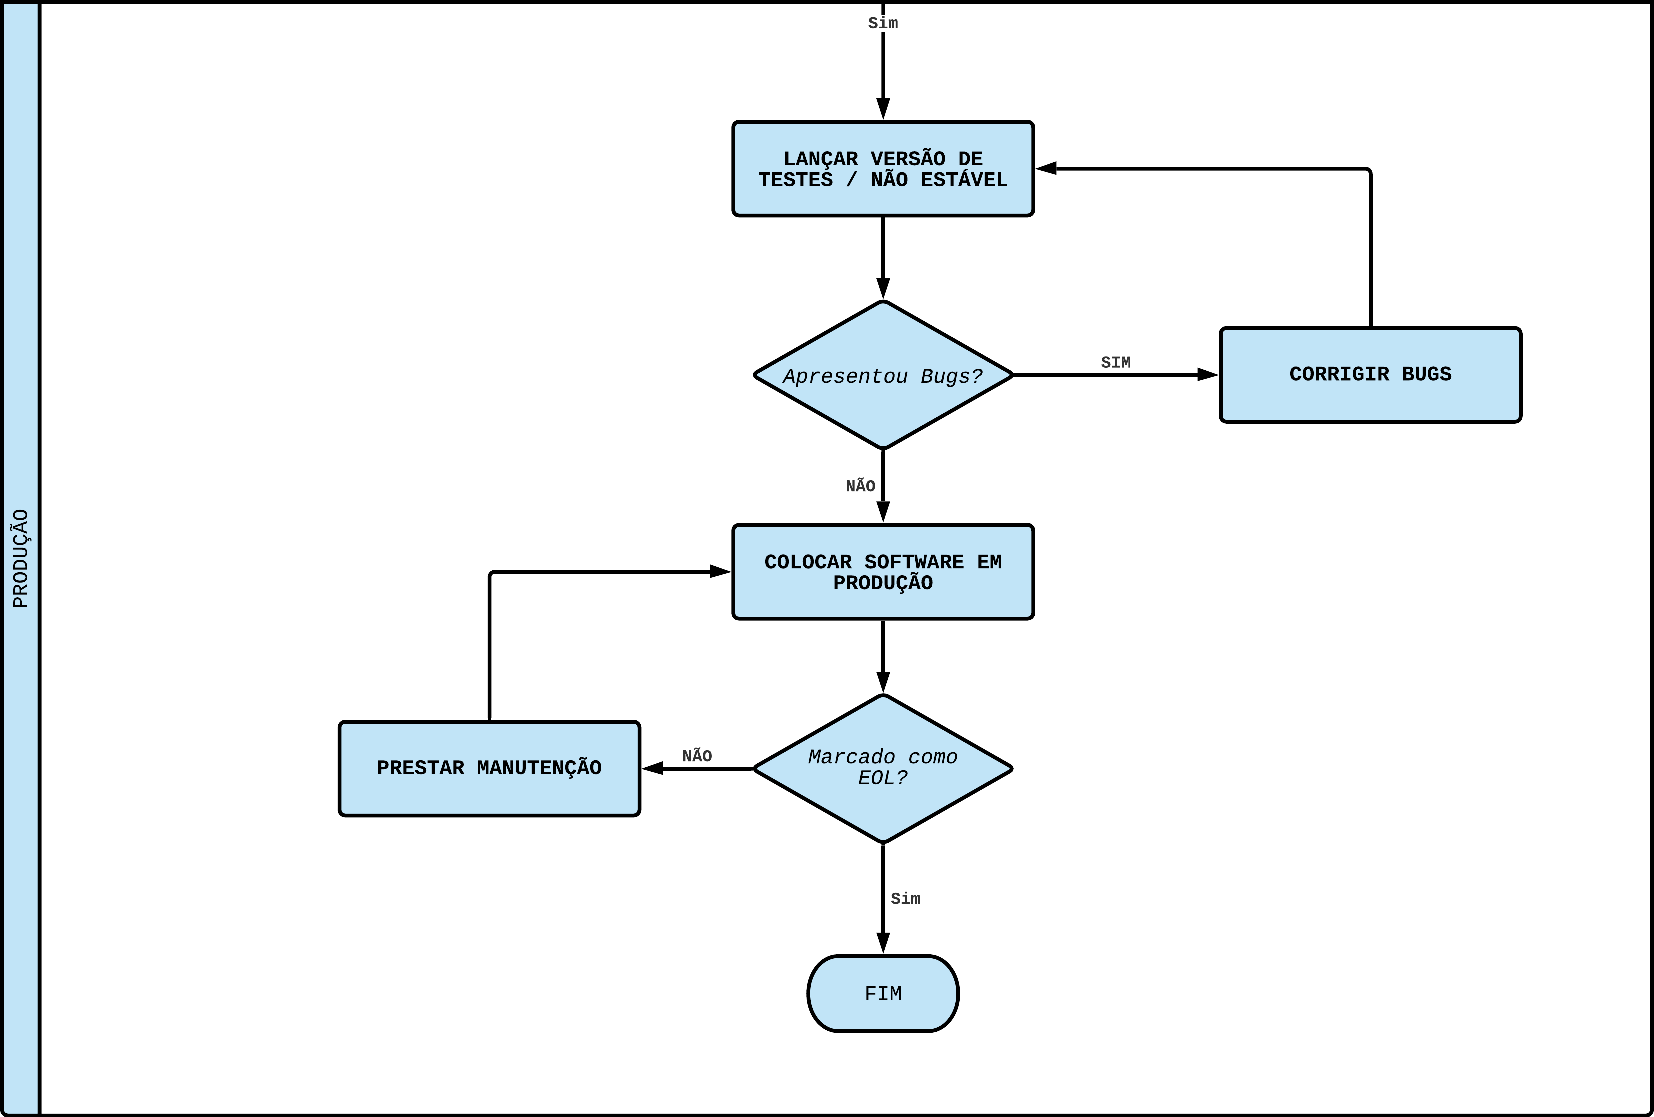 PRODUÇÃO
Sim
LANÇAR VERSÃO DE
TESTES / NÃO ESTÁVEL
Apresentou Bugs?
SIM
CORRIGIR BUGS
NÃO
COLOCAR SOFTWARE EM
PRODUÇÃO
Marcado como
EOL?
NÃO
PRESTAR MANUTENÇÃO
Sim
FIM